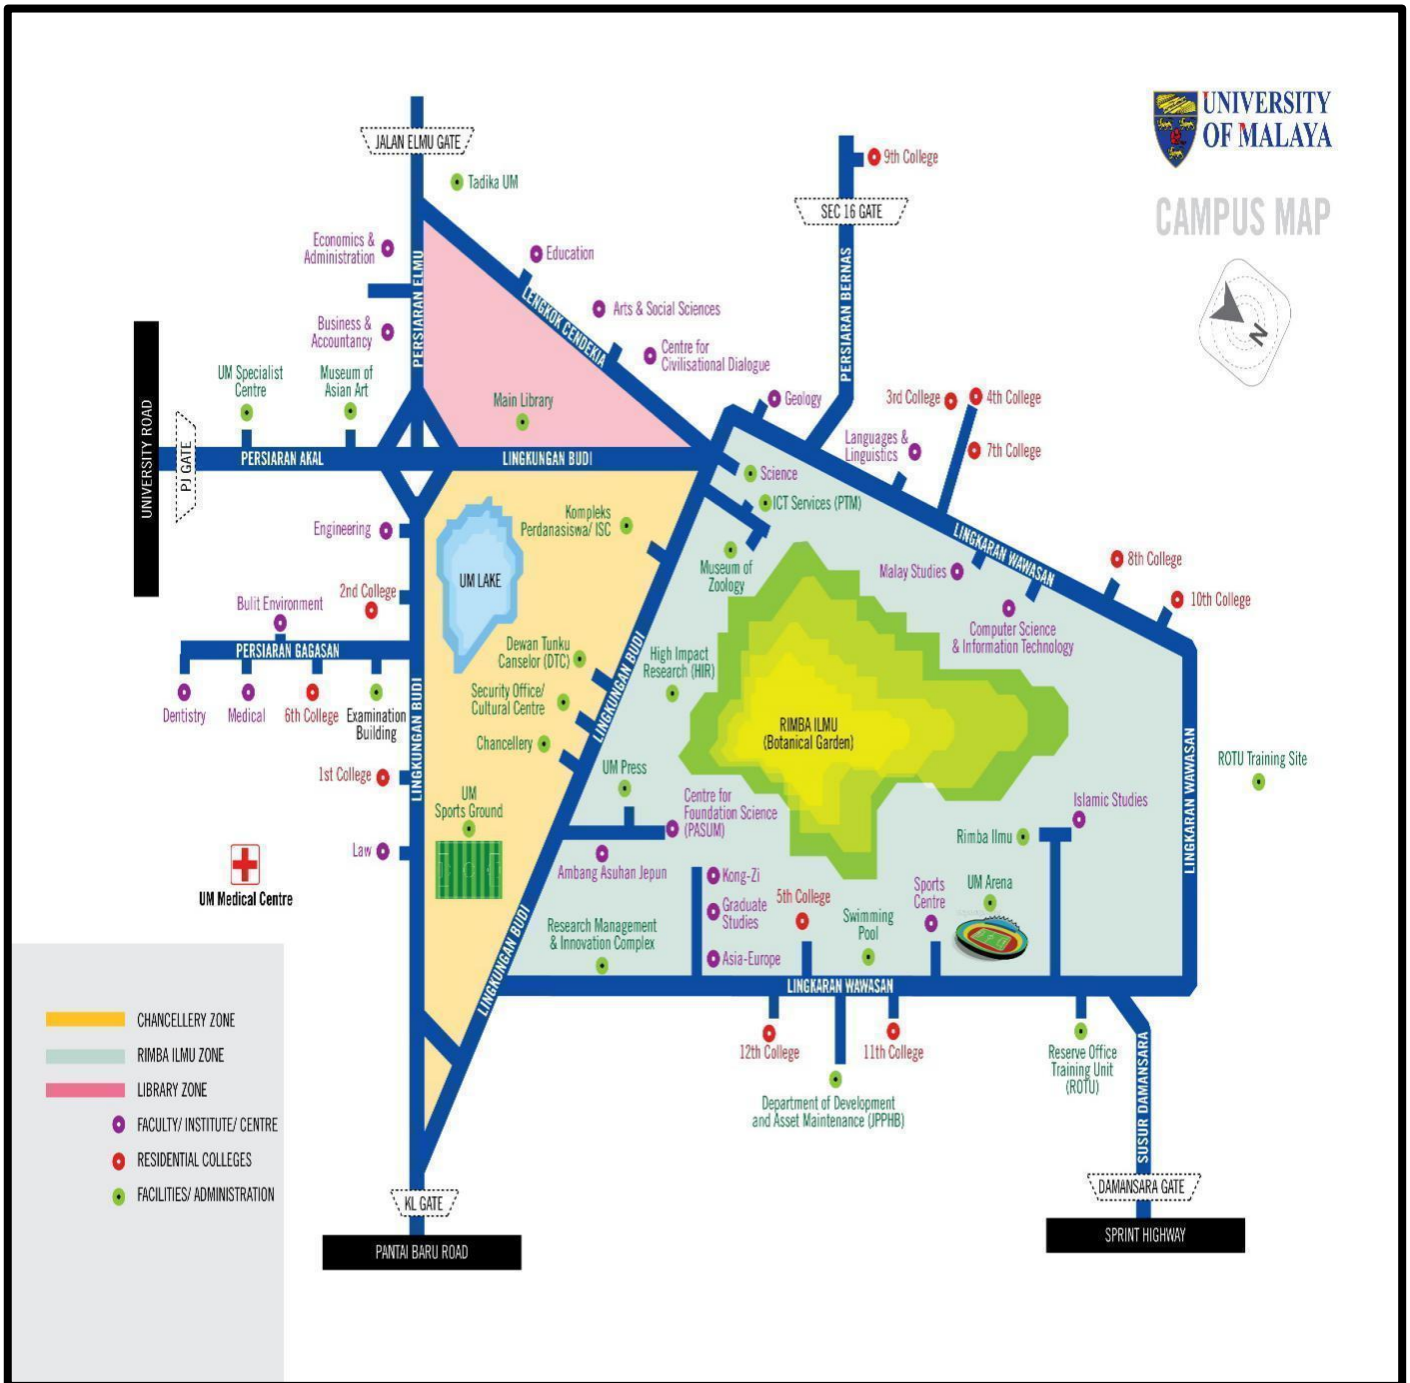 UNIVERSITY
OF MALAYA
CAMPUS MAP
N
JALAN ELMU GATE
Tadika UM
9th College
SEC 16 GATE
PERSIARAN BERNAS
Economics &
Administration
PERSIARAN ELMU
Education
LENGKOK CENDEKIA
Arts & Social Sciences
Business &
Accountancy
Centre for
Civilisational Dialogue
UM Specialist
Centre
Museum of
Asian Art
Main Library
Geology
3rd College
4th College
7th College
Languages &
Linguistics
UNIVERSITY ROAD
PJ GATE
PERSIARAN AKAL
LINGKUNGAN BUDI
Science
ICT Services (PTM)
Kompleks
Perdanasiswa/ ISC
Engineering
UM LAKE
Museum of
Zoology
LINGKARAN WAWASAN
Malay Studies
8th College
10th College
2nd College
Bulit Environment
PERSIARAN GAGASAN
Computer Science
& Information Technology
Dewan Tunku
Canselor (DTC)
High Impact
Research (HIR)
LINGKUNGAN BUDI
Security Office/
Cultural Centre
Dentistry
Medical
6th College
Examination
Building
LINGKUNGAN BUDI
Chancellery
RIMBA ILMU
(Botanical Garden)
LINGKARAN WAWASAN
ROTU Training Site
1st College
UM Press
UM
Sports Ground
Centre for
Foundation Science
(PASUM)
Islamic Studies
Rimba Ilmu
Law
Ambang Asuhan Jepun
Kong-Zi
Graduate
Studies
Asia-Europe
5th College
Swimming
Pool
Sports
Centre
UM Arena
UM Medical Centre
LINGKUNGAN BUDI
Research Management
& Innovation Complex
LINGKARAN WAWASAN
12th College
11th College
Department of Development
and Asset Maintenance (JPPHB)
Reserve Office
Training Unit
(ROTU)
SUSUR DAMANSARA
DAMANSARA GATE
SPRINT HIGHWAY
KL GATE
PANTAI BARU ROAD
CHANCELLERY ZONE
RIMBA ILMU ZONE
LIBRARY ZONE
FACULTY/ INSTITUTE/ CENTRE
RESIDENTIAL COLLEGES
FACILITIES/ ADMINISTRATION